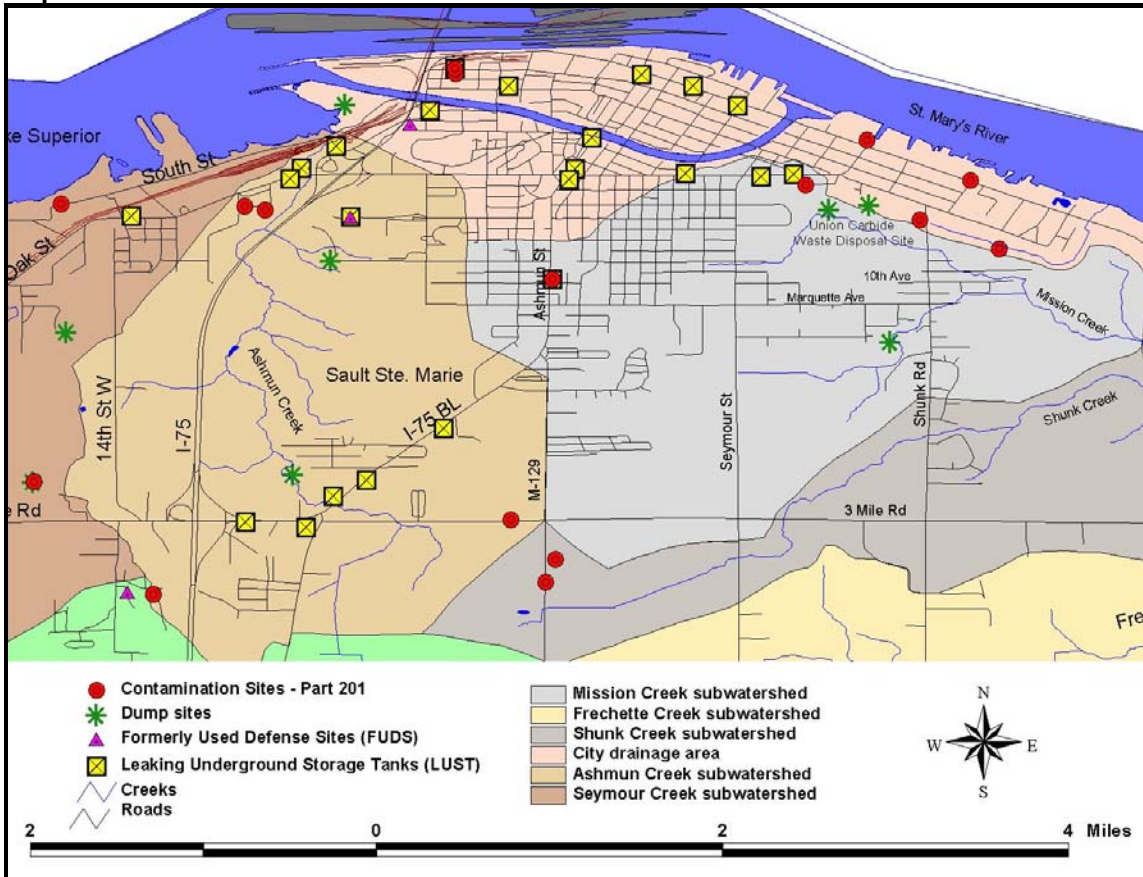 St. Mary's River
ke Superior
South St
Oak St
Union Carbide
Waste Disposal Site
10th Ave
Ashmun St
Marquette Ave
Mission Creek
Sault Ste. Marie
Ashmun Creek
I-75 BL
14th St W
I-75
Seymour St
Shunk Rd
Shunk Creek
M-129
e Rd
3 Mile Rd
Fre
Contamination Sites - Part 201
Dump sites
Formerly Used Defense Sites (FUDS)
Leaking Underground Storage Tanks (LUST)
Creeks
Roads
Mission Creek subwatershed
Frechette Creek subwatershed
Shunk Creek subwatershed
City drainage area
Ashmun Creek subwatershed
Seymour Creek subwatershed
N
W E
S
2 0 2 4 Miles